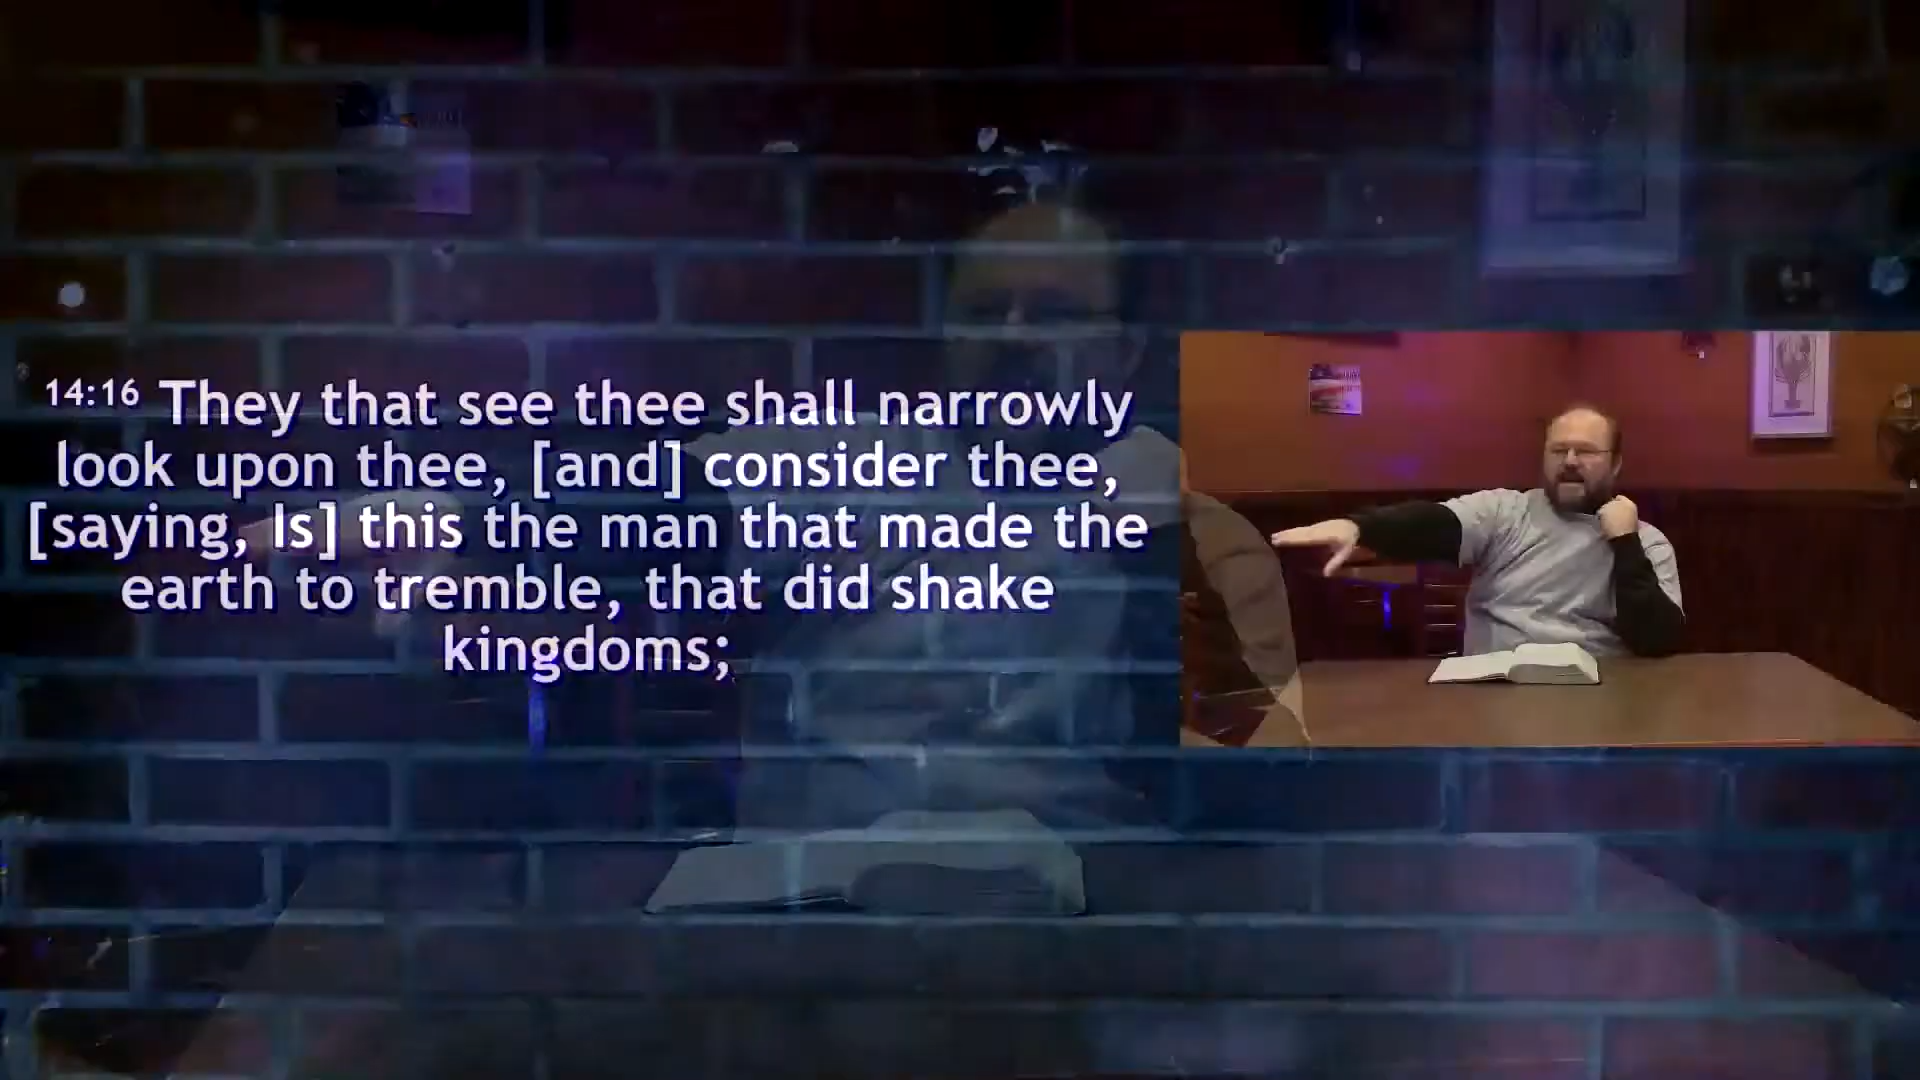 14:16 They that see thee shall narrowly
look upon thee, [and] consider thee,
[saying, Is] this the man that made the
earth to tremble, that did shake
kingdoms;